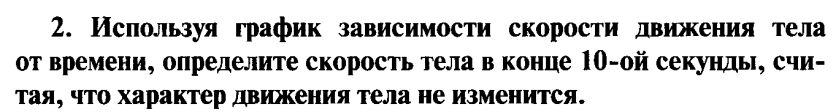 2. Используя график зависимости скорости движения тела
от времени, определите скорость тела в конце 10-ой секунды, счи-
тая, что характер движения тела не изменится.